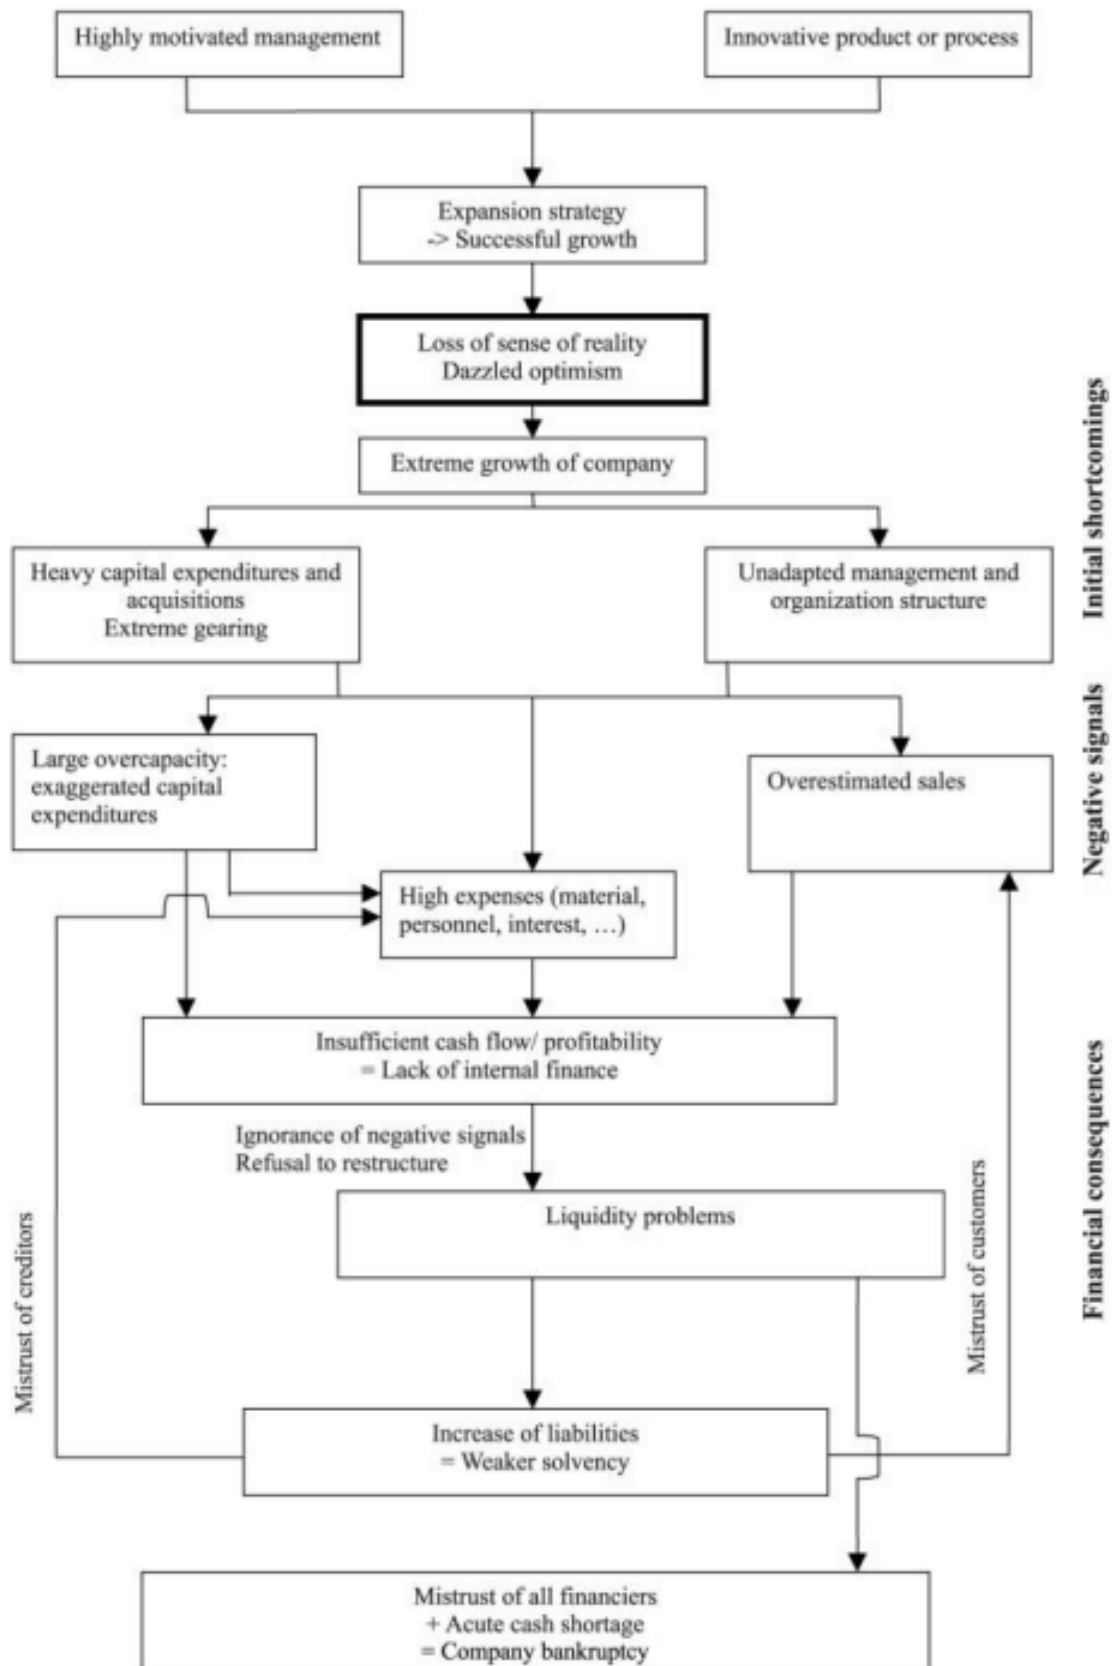 Highly motivated management
Innovative product or process
Expansion strategy
-> Successful growth
Loss of sense of reality
Dazzled optimism
Extreme growth of company
Initial shortcomings
Heavy capital expenditures and
acquisitions
Extreme gearing
Unadapted management and
organization structure
Negative signals
Large overcapacity:
exaggerated capital
expenditures
Overestimated sales
High expenses (material,
personnel, interest, …)
Insufficient cash flow/ profitability
= Lack of internal finance
Financial consequences
Ignorance of negative signals
Refusal to restructure
Liquidity problems
Mistrust of creditors
Mistrust of customers
Increase of liabilities
= Weaker solvency
Mistrust of all financiers
+ Acute cash shortage
= Company bankruptcy